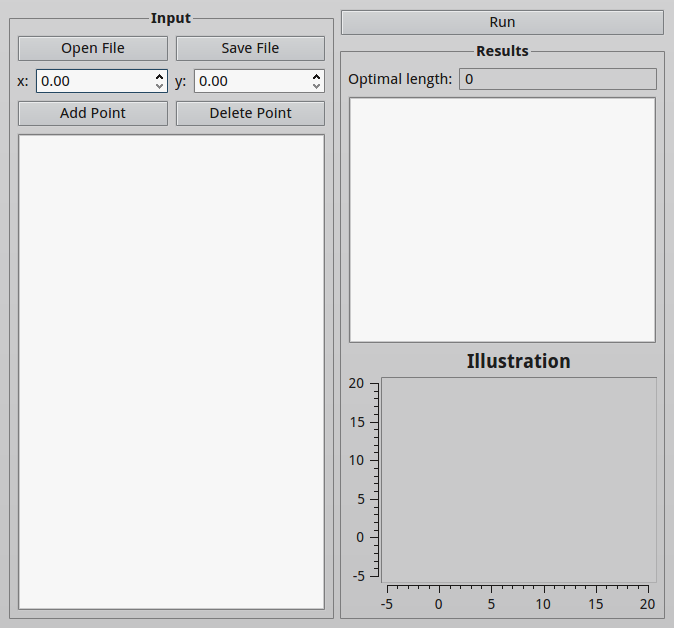 Input
Open File
Save File
x: 0.00
y: 0.00
Add Point
Delete Point
Run
Results
Optimal length: 0
Illustration
20
15
10
5
0
-5
-5 0 5 10 15 20